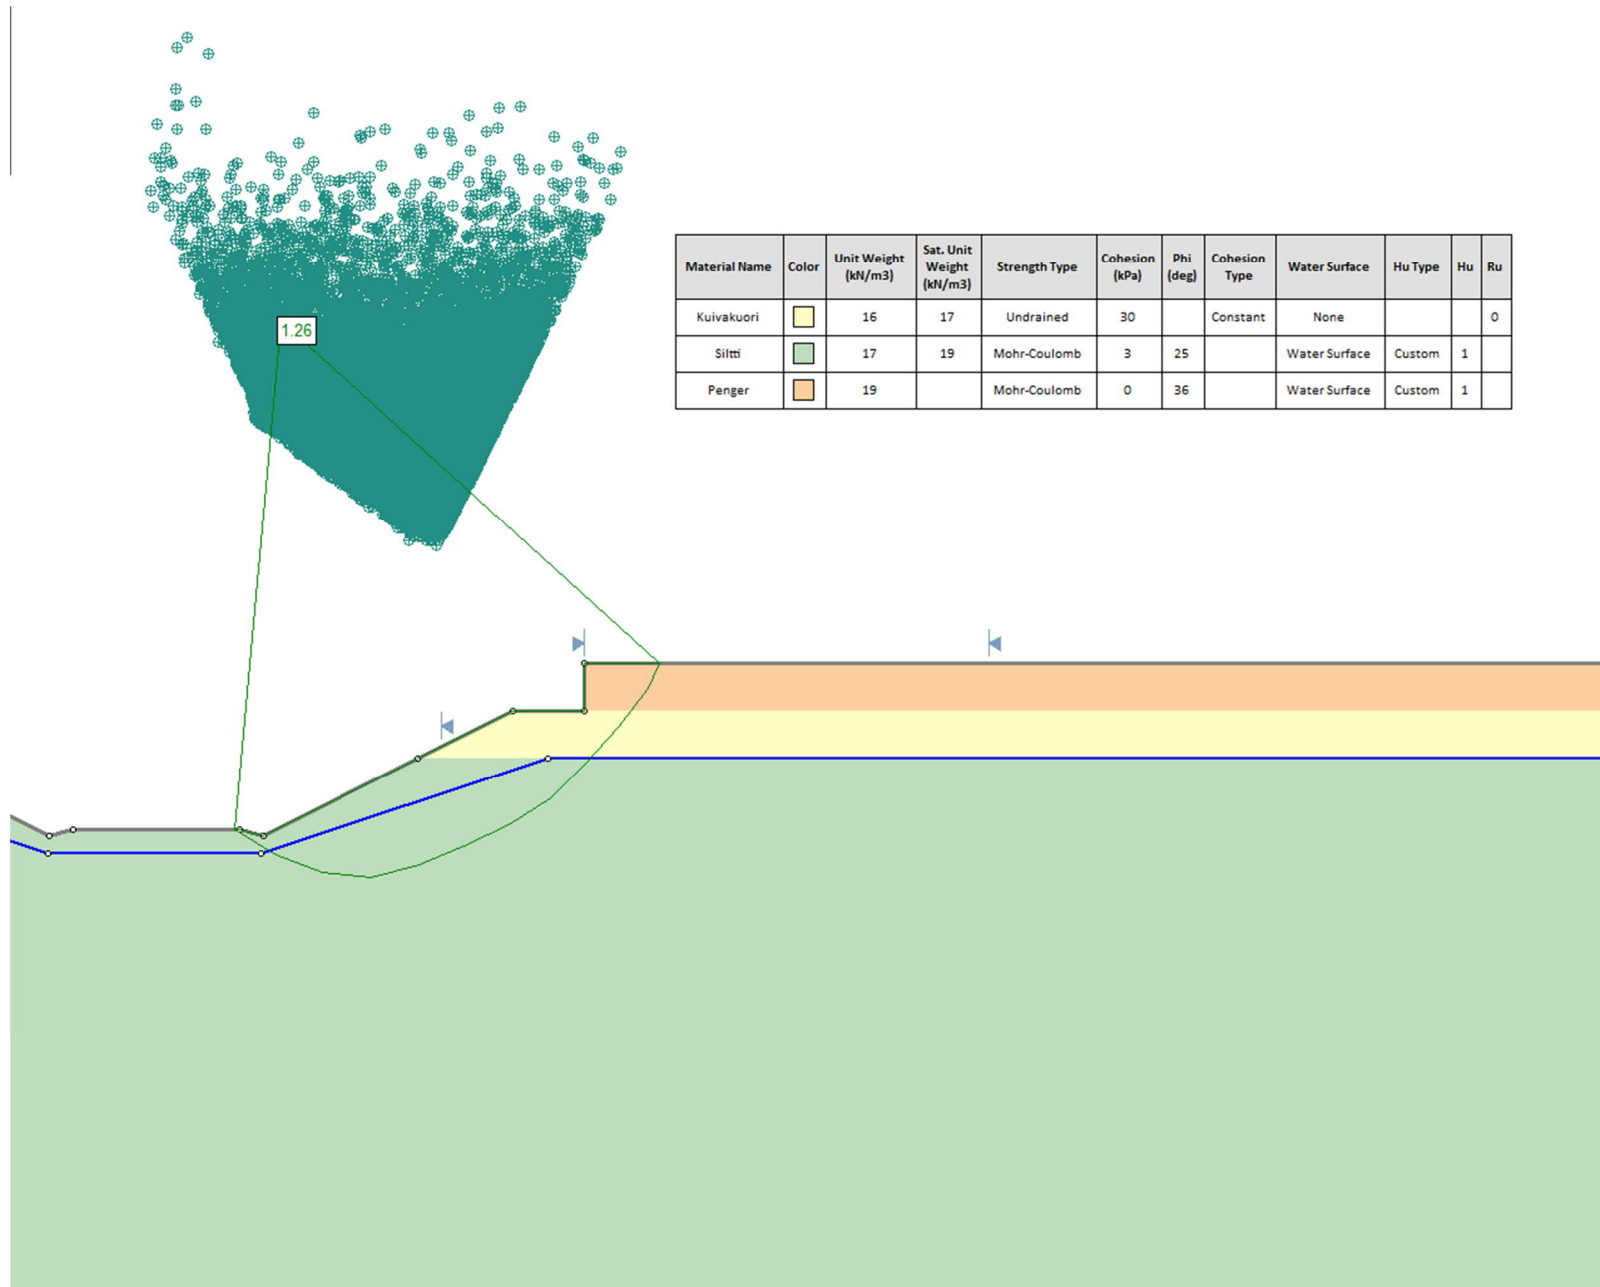 1.26
Material Name Color Unit Weight (kN/m3) Sat. Unit Weight (kN/m3) Strength Type Cohesion (kPa) Phi (deg) Cohesion Type Water Surface Hu Type Hu Ru
Kuivakuori 16 17 Undrained 30 Constant None 0
Siltti 17 19 Mohr-Coulomb 3 25 Water Surface Custom 1
Penger 19 Mohr-Coulomb 0 36 Water Surface Custom 1